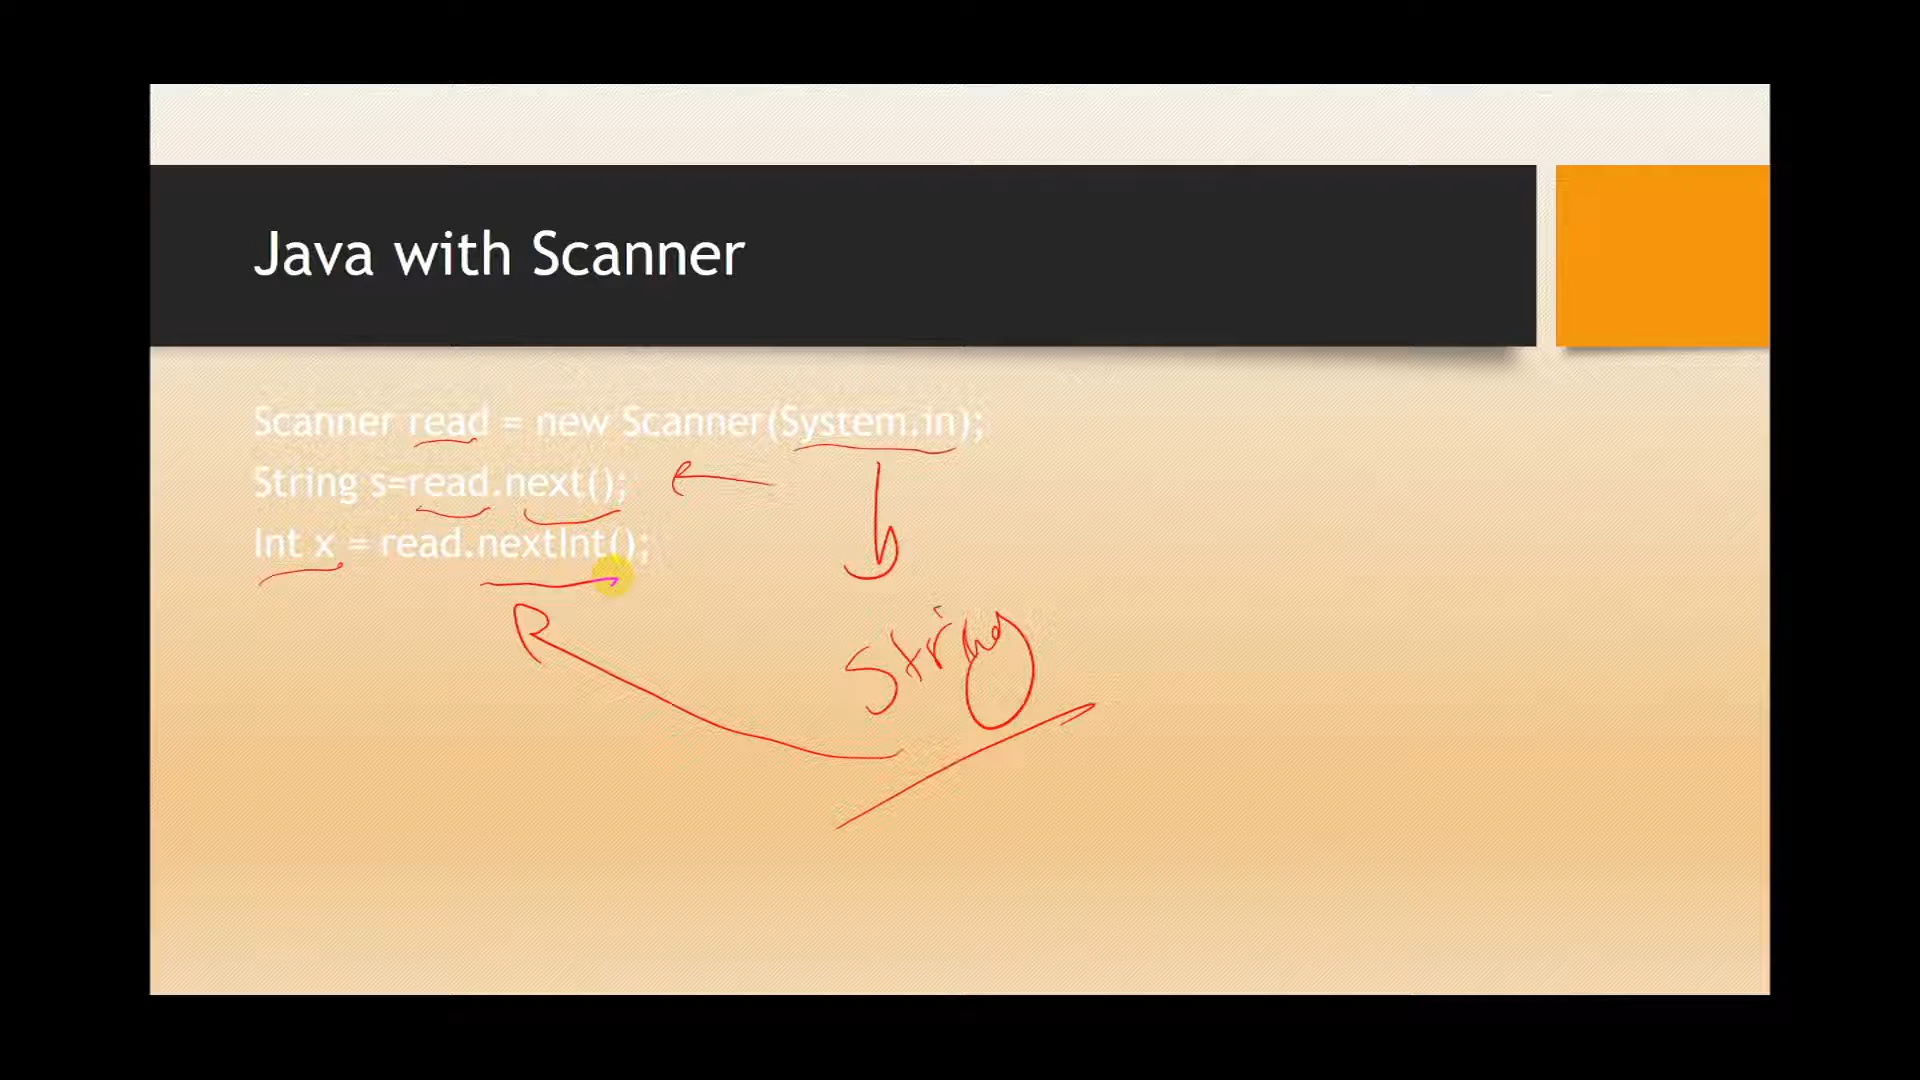 Java with Scanner
Scanner read = new Scanner(System.in);
String s=read.next();
Int x = read.nextInt();
String